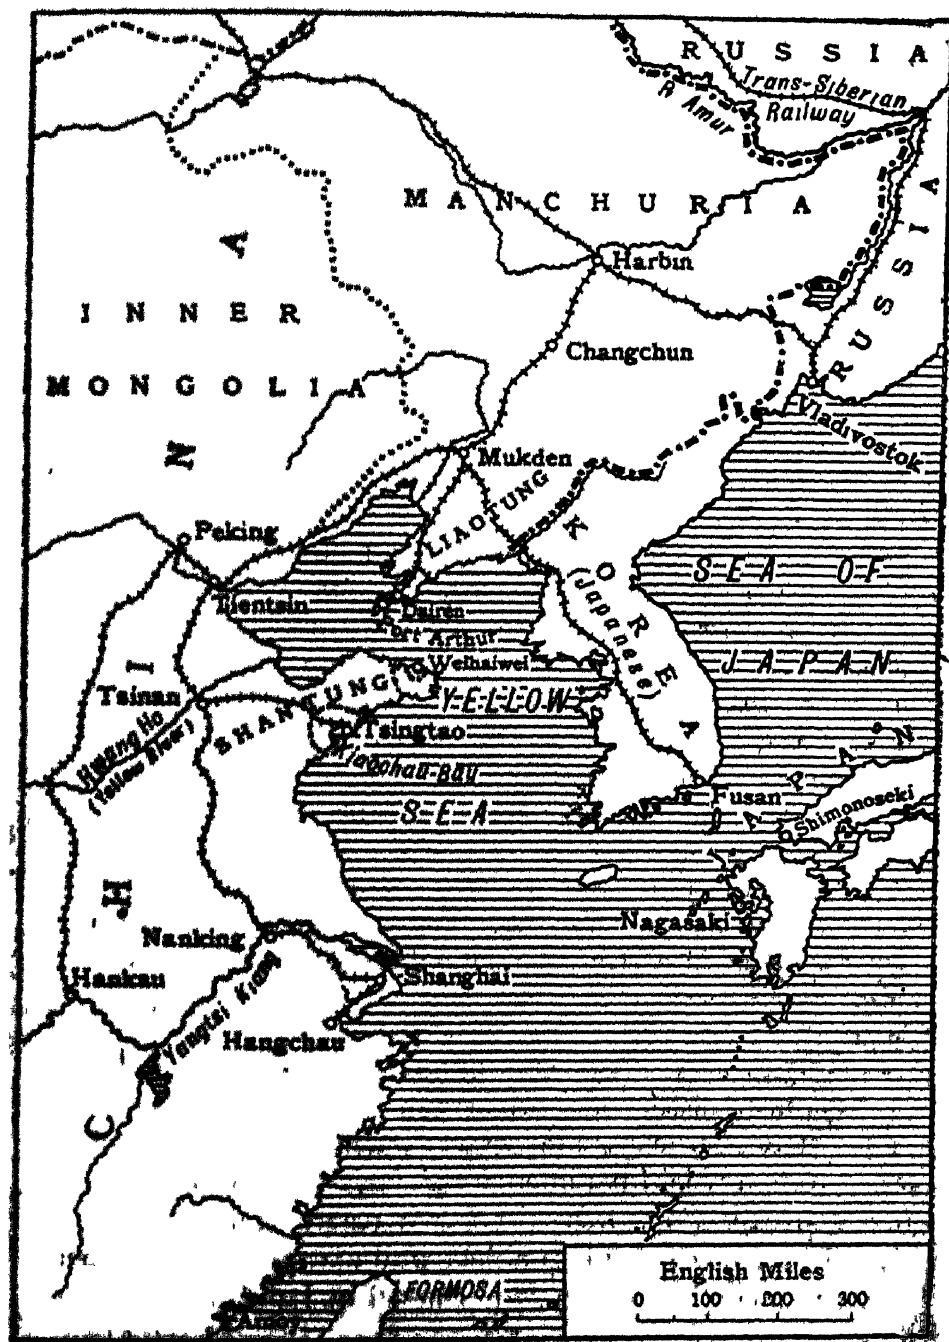 RUSSIA
Trans-Siberian
Railway
R Amur
MANCHURIA
RUSSIA
Harbin
INNER
MONGOLIA
Changchun
Vladivostok
Mukden
LIAOTUNG
Peking
KOREA
(Japanese)
SEA OF
JAPAN
Tientsin
Dairen
Port Arthur
Weihaiwei
Tsinan
SHANTUNG
YELLOW
SEA
Hwang Ho
(Yellow River)
Tsingtao
Kiaochau-Bay
Fusan
JAPAN
Shimonoseki
CHINA
Nanking
Nagasaki
Hankau
Shanghai
Yangtsi Kiang
Hangchau
FORMOSA
Amoy
English Miles
0 100 200 300